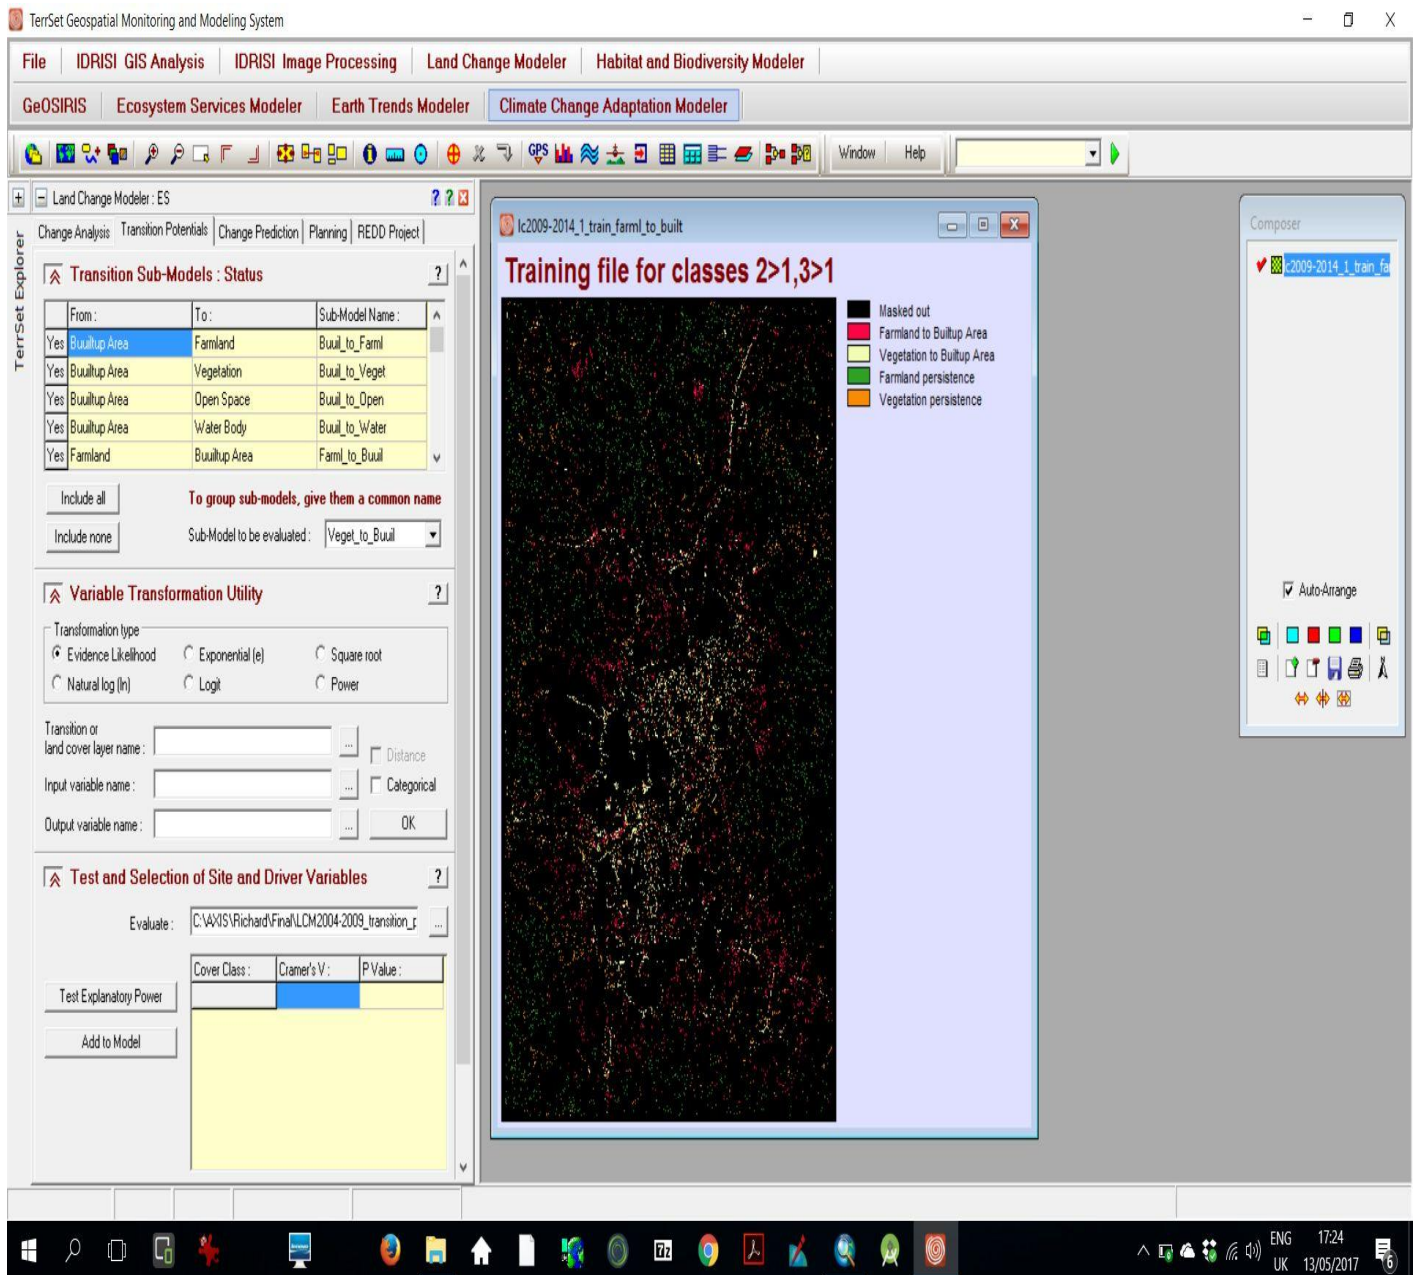 TerrSet Geospatial Monitoring and Modeling System
File IDRISI GIS Analysis IDRISI Image Processing Land Change Modeler Habitat and Biodiversity Modeler
GeOSIRIS Ecosystem Services Modeler Earth Trends Modeler Climate Change Adaptation Modeler
GPS Window Help
TerrSet Explorer
Land Change Modeler : ES
Change Analysis Transition Potentials Change Prediction Planning REDD Project
Transition Sub-Models : Status ?
From : To : Sub-Model Name :
Yes Buuiltup Area Farmland Buuil_to_Farml
Yes Buuiltup Area Vegetation Buuil_to_Veget
Yes Buuiltup Area Open Space Buuil_to_Open
Yes Buuiltup Area Water Body Buuil_to_Water
Yes Farmland Buuiltup Area Farml_to_Buuil
Include all To group sub-models, give them a common name
Include none Sub-Model to be evaluated : Veget_to_Buuil
Variable Transformation Utility ?
Transformation type
Evidence Likelihood Exponential (e) Square root
Natural log (ln) Logit Power
Transition or
land cover layer name : ... Distance
Input variable name : ... Categorical
Output variable name : ... OK
Test and Selection of Site and Driver Variables ?
Evaluate : C:\AXIS\Richard\Final\LCM2004-2009_transition_p ...
Cover Class : Cramer's V : P Value :
Test Explanatory Power
Add to Model
lc2009-2014_1_train_farml_to_built
Training file for classes 2>1,3>1
Masked out
Farmland to Builtup Area
Vegetation to Builtup Area
Farmland persistence
Vegetation persistence
Composer
c2009-2014_1_train_fa
Auto-Arrange
7z
ENG 17:24
UK 13/05/2017 6